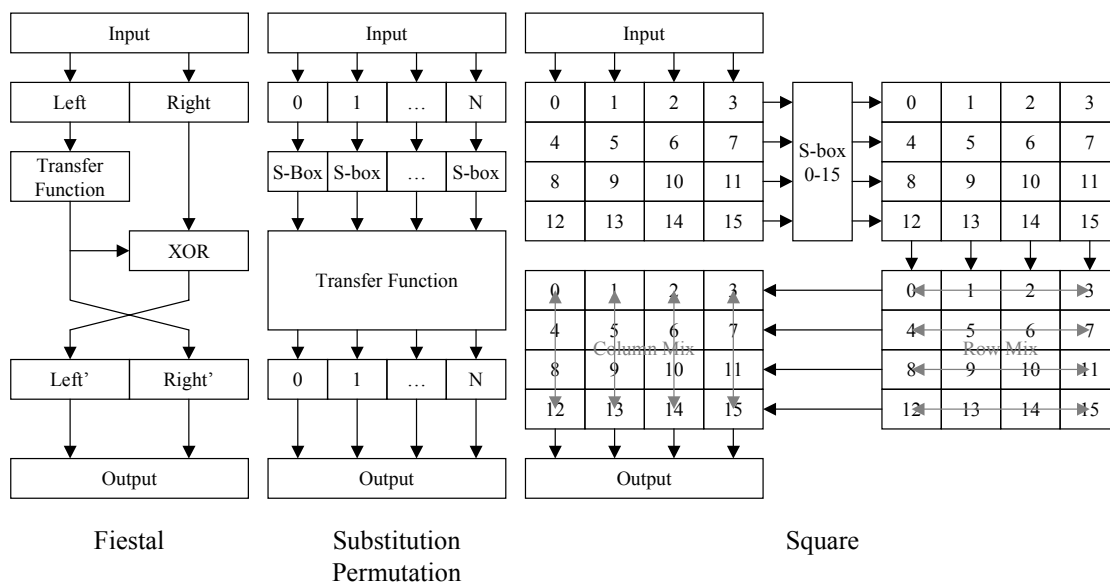 Input
Left Right
Transfer
Function
XOR
Left’ Right’
Output
Fiestal
Input
0 1 … N
S-Box S-box … S-box
Transfer Function
0 1 … N
Output
Substitution
Permutation
Input
0 1 2 3
4 5 6 7
8 9 10 11
12 13 14 15
S-box
0-15
0 1 2 3
4 5 6 7
8 9 10 11
12 13 14 15
0 1 2 3
4 5 6 7
Row Mix
8 9 10 11
12 13 14 15
0 1 2 3
4 5 6 7
Column Mix
8 9 10 11
12 13 14 15
Output
Square